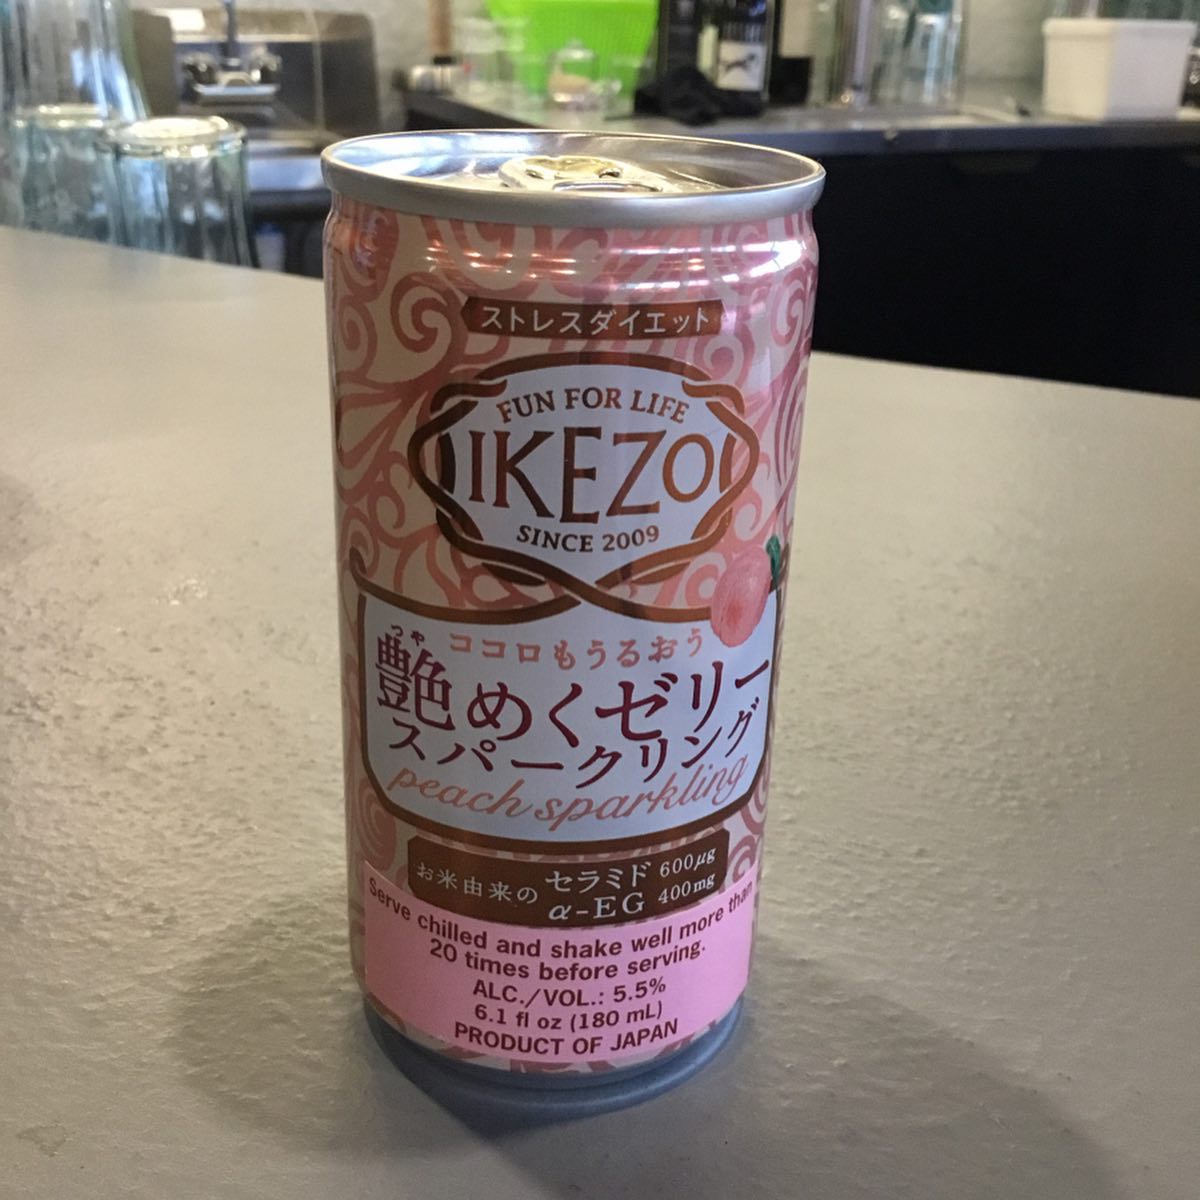 ストレスダイエット
FUN FOR LIFE
IKEZO
SINCE 2009
ココロもうるおう
つや
艶めくゼリー
スパークリング
peach sparkling
お米由来の セラミド 600μg
α-EG 400mg
Serve chilled and shake well more than
20 times before serving.
ALC./VOL.: 5.5%
6.1 fl oz (180 mL)
PRODUCT OF JAPAN